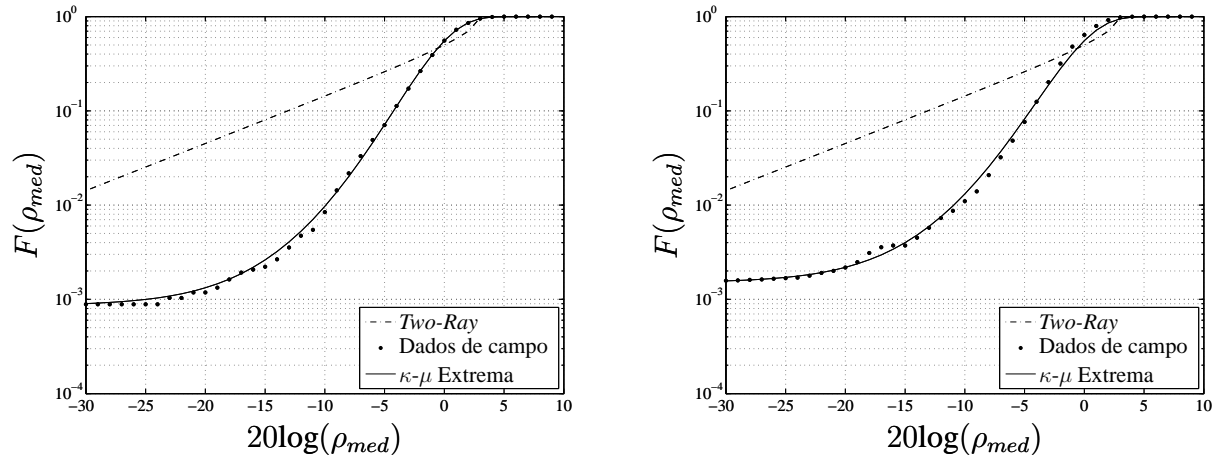 10^0
10^-1
10^-2
10^-3
10^-4
F(ρ_med)
−30 −25 −20 −15 −10 −5 0 5 10
20log(ρ_med)
Two-Ray
Dados de campo
κ-μ Extrema
10^0
10^-1
10^-2
10^-3
10^-4
F(ρ_med)
−30 −25 −20 −15 −10 −5 0 5 10
20log(ρ_med)
Two-Ray
Dados de campo
κ-μ Extrema